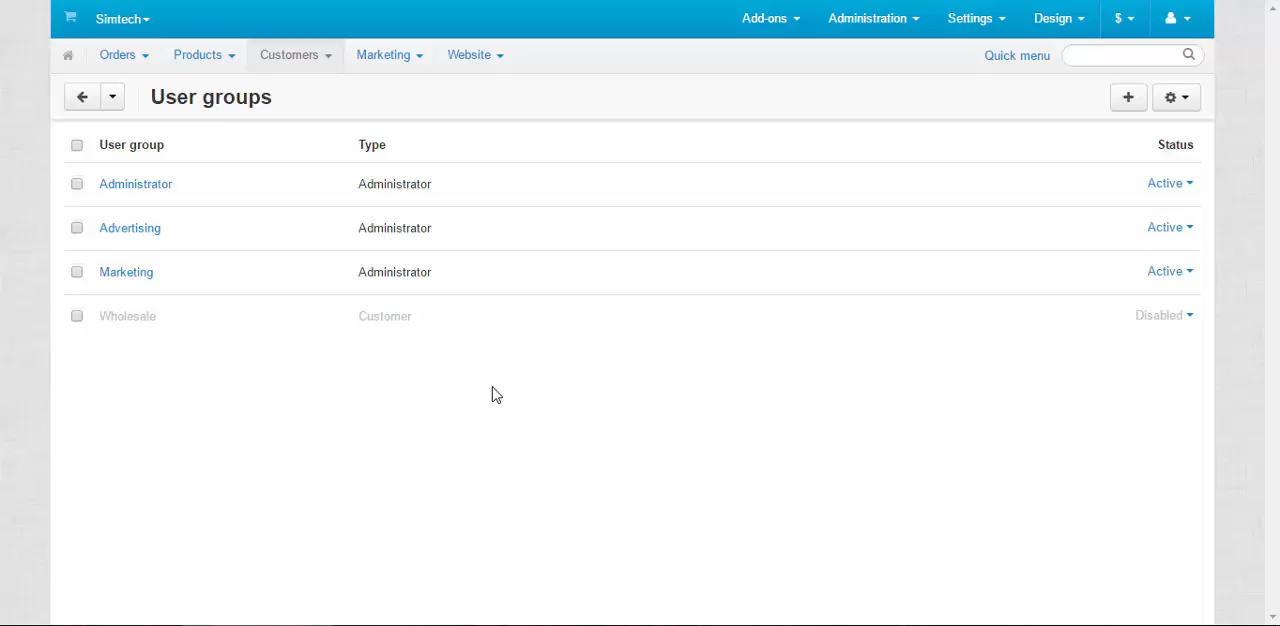 Simtech Add-ons Administration Settings Design $
Orders Products Customers Marketing Website Quick menu
User groups
User group Type Status
Administrator Administrator Active
Advertising Administrator Active
Marketing Administrator Active
Wholesale Customer Disabled